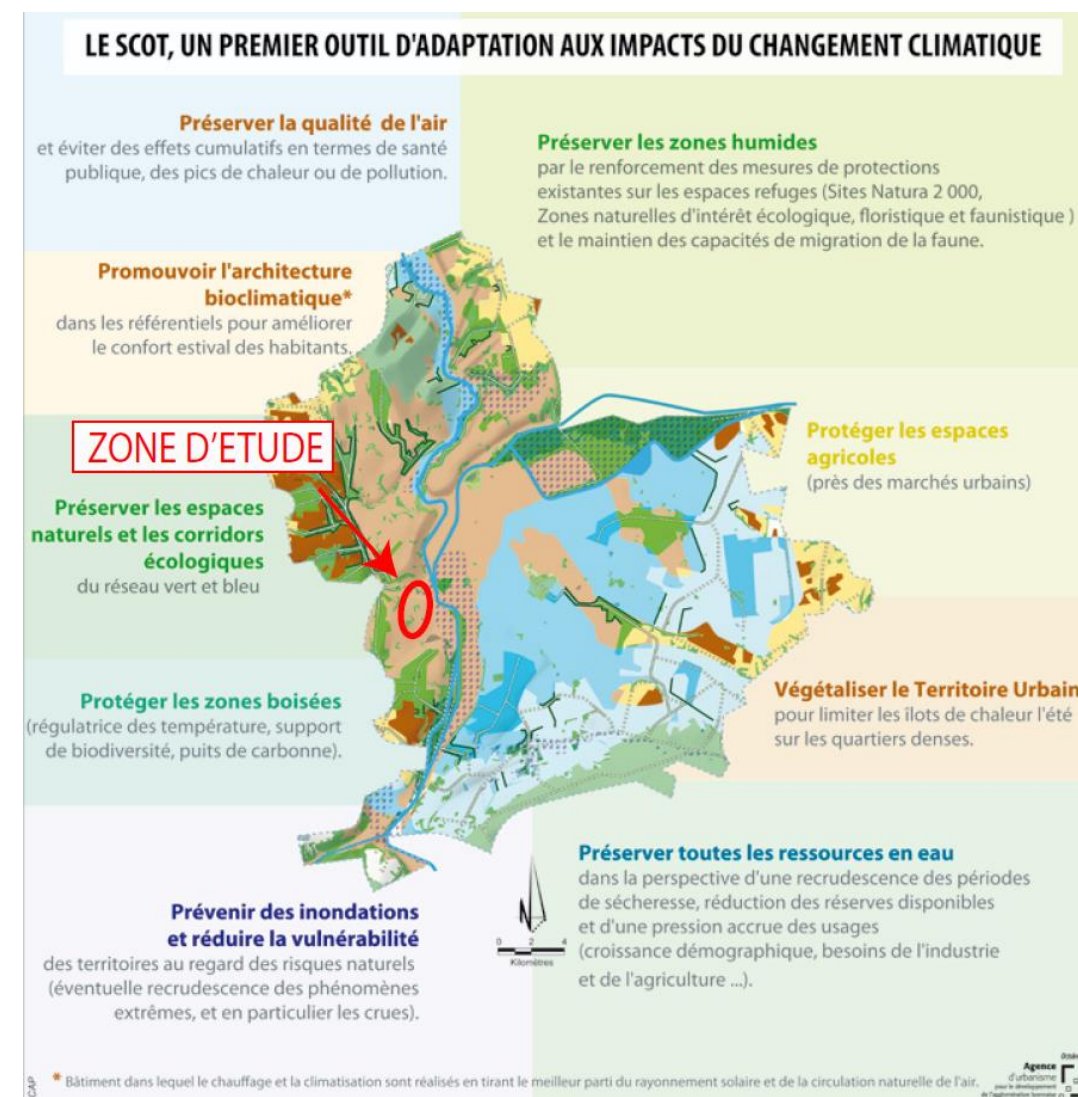 LE SCOT, UN PREMIER OUTIL D'ADAPTATION AUX IMPACTS DU CHANGEMENT CLIMATIQUE
Préserver la qualité de l'air
et éviter des effets cumulatifs en termes de santé
publique, des pics de chaleur ou de pollution.
Préserver les zones humides
par le renforcement des mesures de protections
existantes sur les espaces refuges (Sites Natura 2 000,
Zones naturelles d'intérêt écologique, floristique et faunistique )
et le maintien des capacités de migration de la faune.
Promouvoir l'architecture
bioclimatique*
dans les référentiels pour améliorer
le confort estival des habitants.
ZONE D'ETUDE
Protéger les espaces
agricoles
(près des marchés urbains)
Préserver les espaces
naturels et les corridors
écologiques
du réseau vert et bleu
Protéger les zones boisées
(régulatrice des température, support
de biodiversité, puits de carbonne).
Végétaliser le Territoire Urbain
pour limiter les îlots de chaleur l'été
sur les quartiers denses.
Prévenir des inondations
et réduire la vulnérabilité
des territoires au regard des risques naturels
(éventuelle recrudescence des phénomènes
extrêmes, et en particulier les crues).
N
0 2 4
Kilomètres
Préserver toutes les ressources en eau
dans la perspective d'une recrudescence des périodes
de sécheresse, réduction des réserves disponibles
et d'une pression accrue des usages
(croissance démographique, besoins de l'industrie
et de l'agriculture ...).
* Bâtiment dans lequel le chauffage et la climatisation sont réalisés en tirant le meilleur parti du rayonnement solaire et de la circulation naturelle de l'air.
CAP
Agence
d'urbanisme
pour le développement
de l'agglomération lyonnaise